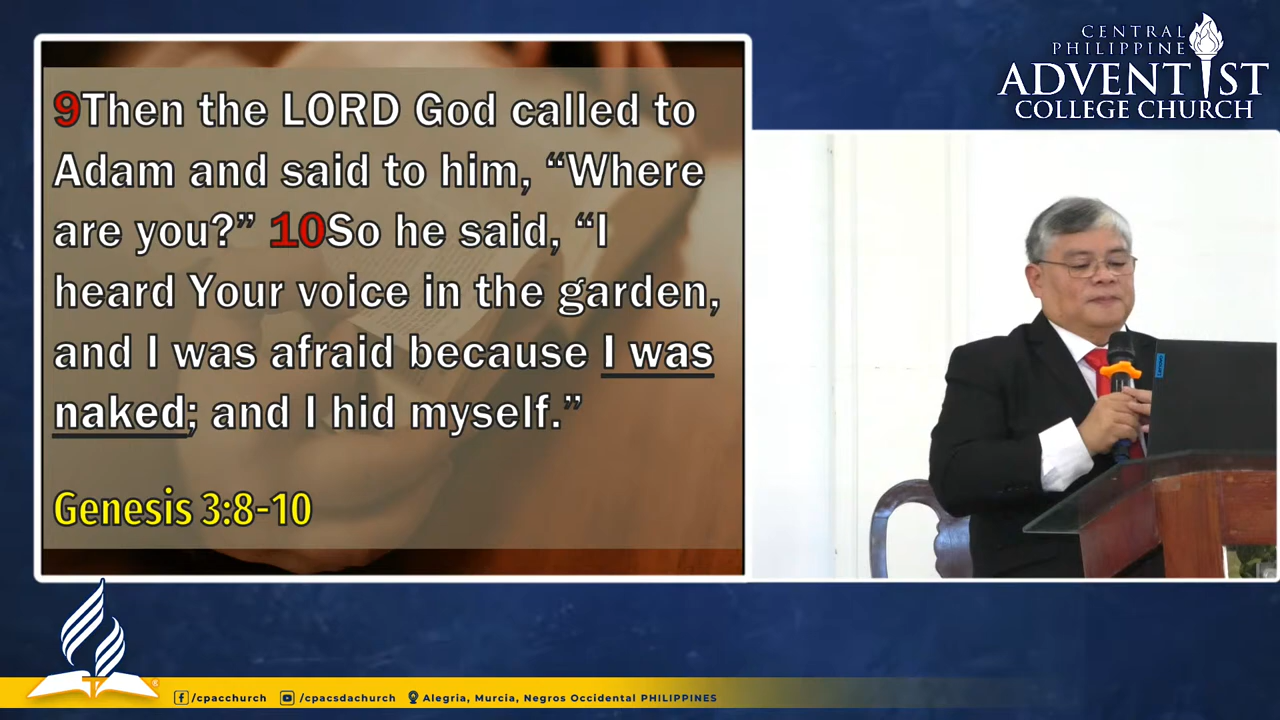 9Then the LORD God called to
Adam and said to him, “Where
are you?” 10So he said, “I
heard Your voice in the garden,
and I was afraid because I was
naked; and I hid myself.”
Genesis 3:8-10
CENTRAL
PHILIPPINE
ADVENTIST
COLLEGE CHURCH
Lenovo
/cpacchurch
/cpacsdachurch
Alegria, Murcia, Negros Occidental PHILIPPINES